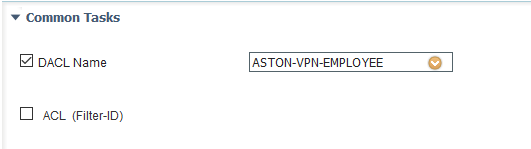 Common Tasks
DACL Name ASTON-VPN-EMPLOYEE
ACL (Filter-ID)